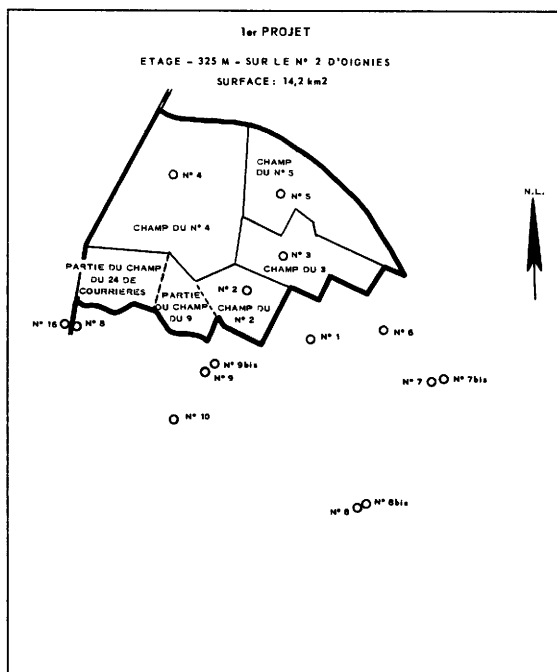 1er PROJET
ETAGE - 325 M - SUR LE N° 2 D'OIGNIES
SURFACE: 14,2 km2
N° 4
CHAMP
DU N° 5
N° 5
N.L.
CHAMP DU N° 4
N° 3
CHAMP DU 3
PARTIE DU CHAMP
DU 24 DE
COURRIÈRES
N° 2
PARTIE
DU CHAMP
DU 9
CHAMP DU
N° 2
N° 16
N° 8
N° 1
N° 6
N° 9bis
N° 9
N° 7
N° 7bis
N° 10
N° 8
N° 8bis